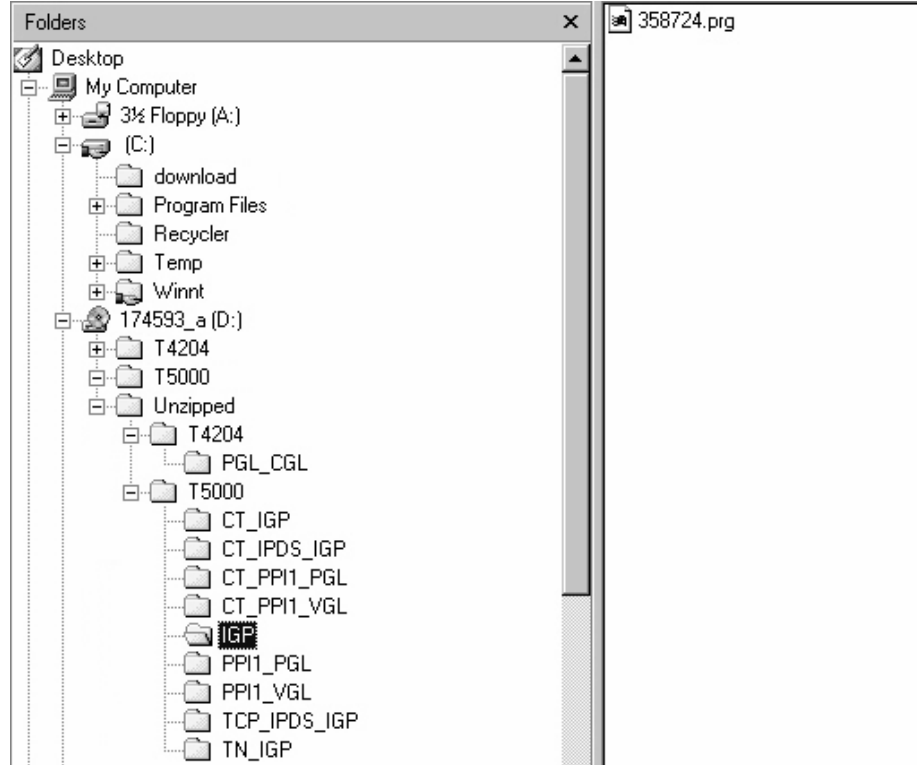 Folders
358724.prg
Desktop
My Computer
3½ Floppy (A:)
(C:)
download
Program Files
Recycler
Temp
Winnt
174593_a (D:)
T4204
T5000
Unzipped
T4204
PGL_CGL
T5000
CT_IGP
CT_IPDS_IGP
CT_PPI1_PGL
CT_PPI1_VGL
IGP
PPI1_PGL
PPI1_VGL
TCP_IPDS_IGP
TN_IGP